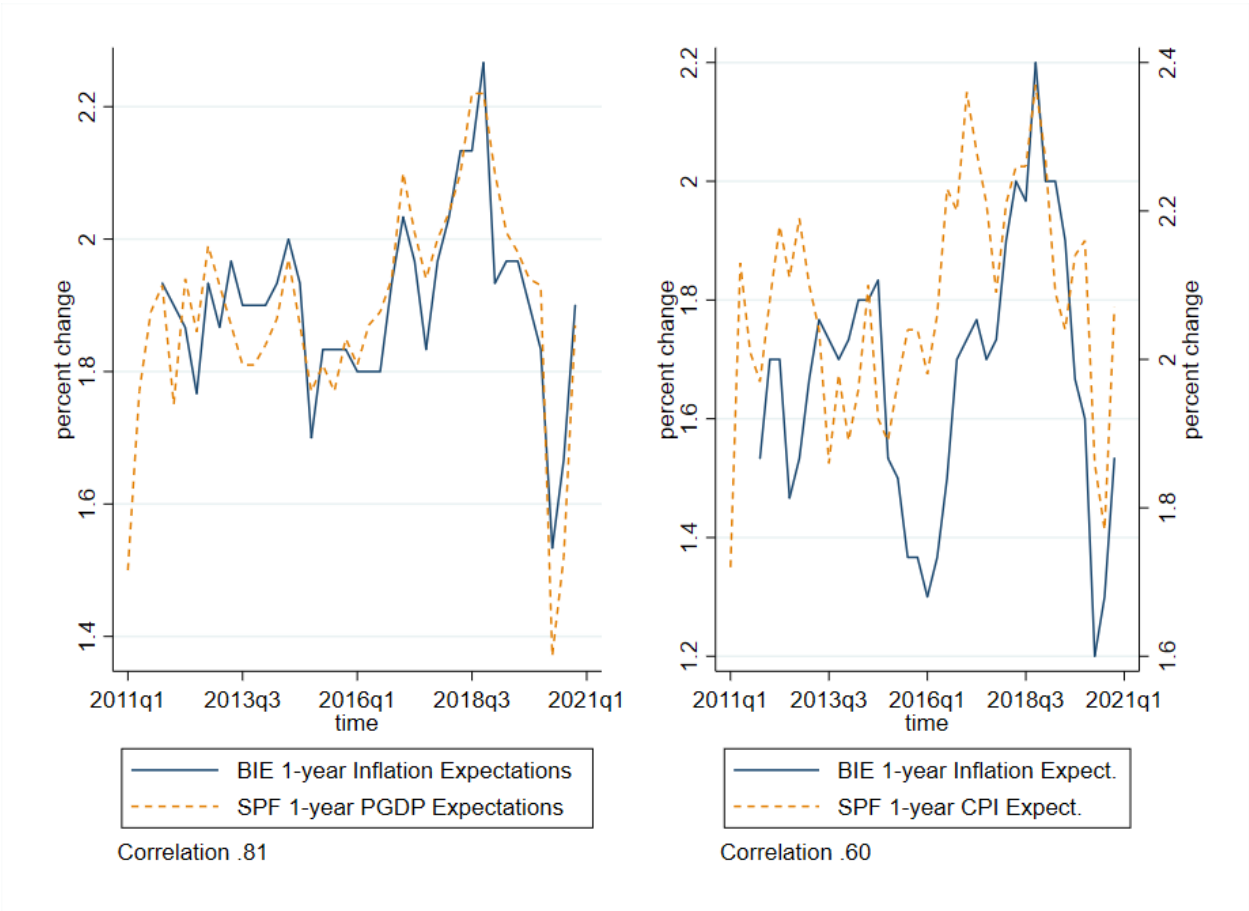 percent change
2.2
2
1.8
1.6
1.4
2011q1 2013q3 2016q1 2018q3 2021q1
time
BIE 1-year Inflation Expectations
SPF 1-year PGDP Expectations
Correlation .81
percent change
2.2
2
1.8
1.6
1.4
1.2
2.4
2.2
2
1.8
1.6
percent change
2011q1 2013q3 2016q1 2018q3 2021q1
time
BIE 1-year Inflation Expect.
SPF 1-year CPI Expect.
Correlation .60